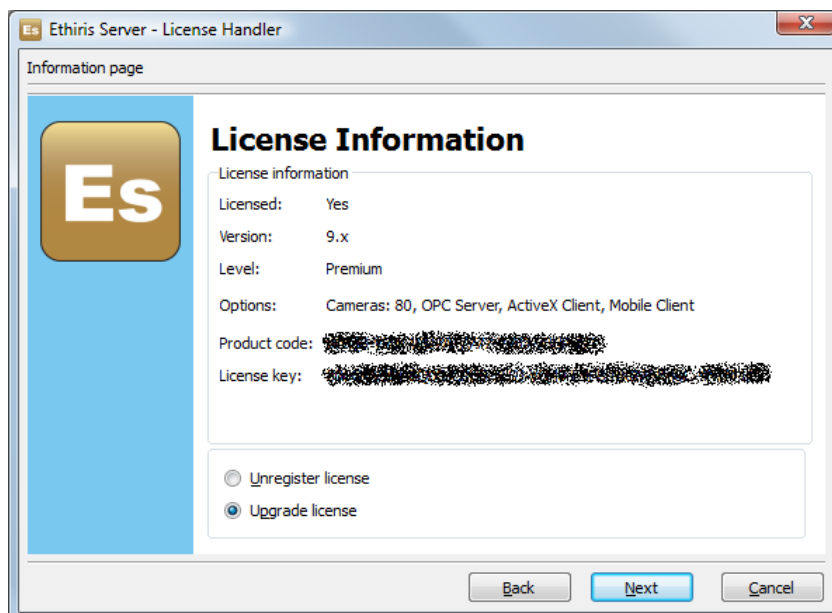 Es Ethiris Server - License Handler
Information page
Es
License Information
License information
Licensed: Yes
Version: 9.x
Level: Premium
Options: Cameras: 80, OPC Server, ActiveX Client, Mobile Client
Product code:
License key:
Unregister license
Upgrade license
Back Next Cancel